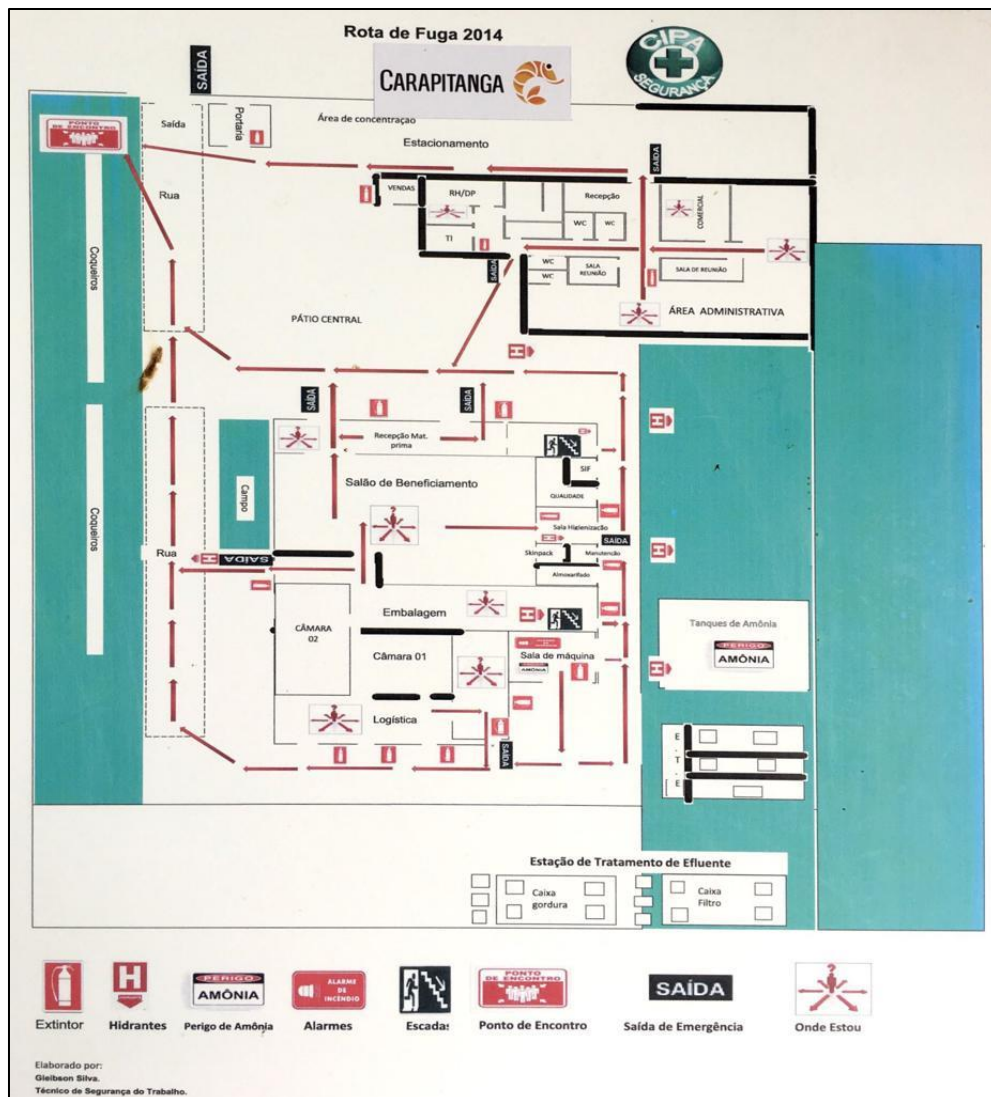 Rota de Fuga 2014
CARAPITANGA
CIPA
SEGURANÇA
SAÍDA
PONTO
DE ENCONTRO
Saída
Portaria
Área de concentração
Estacionamento
SAÍDA
Rua
VENDAS
RH/DP
Recepção
COMERCIAL
TI
WC
WC
SAÍDA
WC
WC
SALA
REUNIÃO
SALA DE REUNIÃO
Coqueiros
PÁTIO CENTRAL
ÁREA ADMINISTRATIVA
H
SAÍDA
SAÍDA
H
Recepção Mat.
prima
Salão de Beneficiamento
SIF
QUALIDADE
Campo
Coqueiros
Sala Higienização
SAÍDA
H
Rua
H
SAÍDA
Skinpack
Manutenção
Almoxarifado
H
CÂMARA
02
Embalagem
H
Tanques de Amônia
PERIGO
AMÔNIA
Câmara 01
Sala de máquina
AMÔNIA
H
Logística
SAÍDA
E
.
T
.
E
Estação de Tratamento de Efluente
Caixa
gordura
Caixa
Filtro
H
PERIGO
AMÔNIA
ALARME
DE
INCÊNDIO
PONTO
DE ENCONTRO
SAÍDA
?
Extintor
Hidrantes
Perigo de Amônia
Alarmes
Escadas
Ponto de Encontro
Saída de Emergência
Onde Estou
Elaborado por:
Gleibson Silva.
Técnico de Segurança do Trabalho.